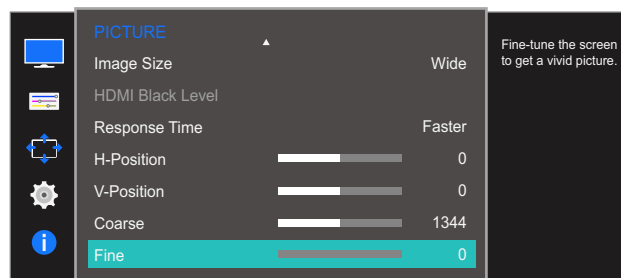 PICTURE
Image Size Wide
HDMI Black Level
Response Time Faster
H-Position 0
V-Position 0
Coarse 1344
Fine 0
Fine-tune the screen
to get a vivid picture.
i